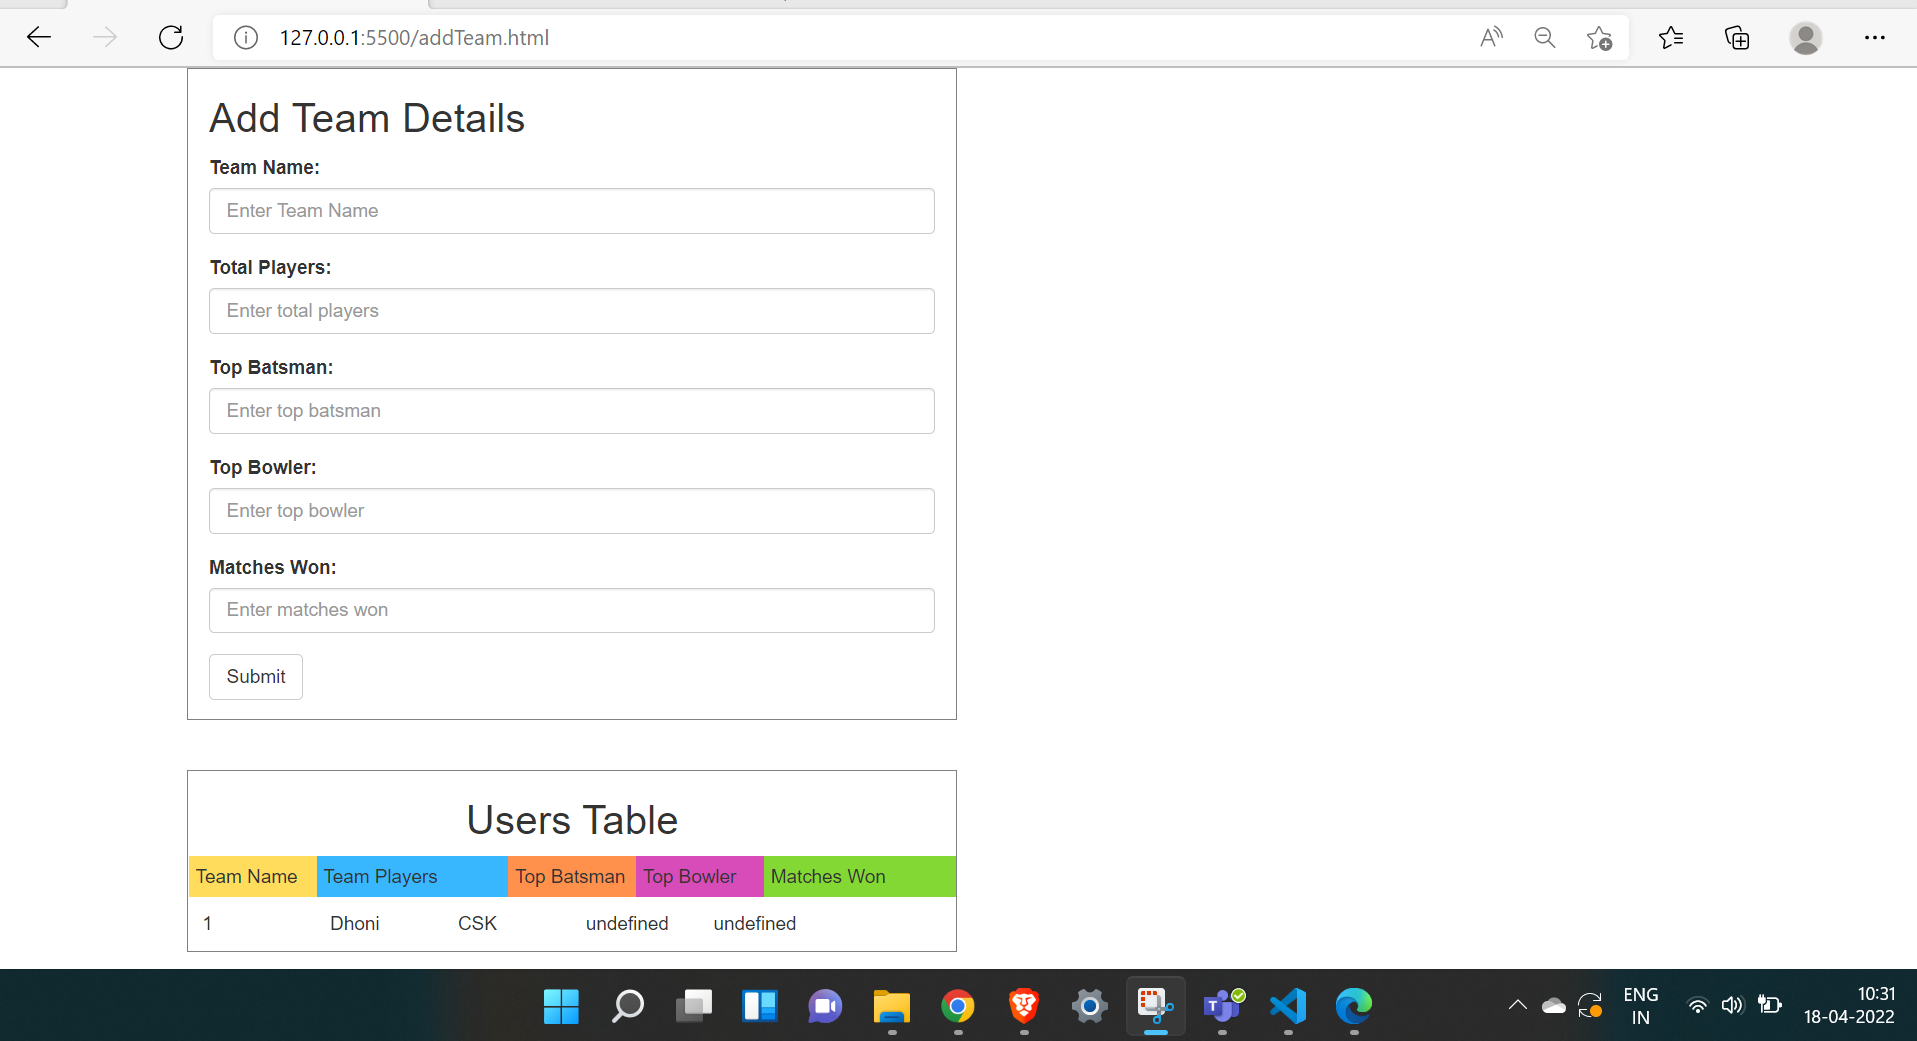 127.0.0.1:5500/addTeam.html
Add Team Details
Team Name:
Enter Team Name
Total Players:
Enter total players
Top Batsman:
Enter top batsman
Top Bowler:
Enter top bowler
Matches Won:
Enter matches won
Submit
Users Table
Team Name Team Players Top Batsman Top Bowler Matches Won
1 Dhoni CSK undefined undefined
ENG 10:31
IN 18-04-2022